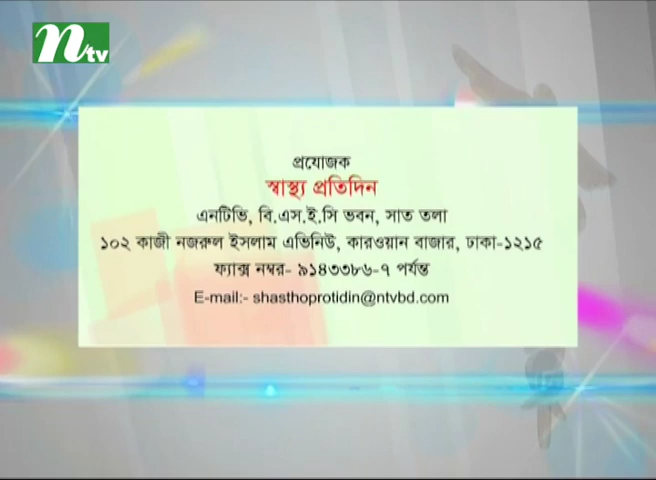 ntv
প্রযোজক
স্বাস্থ্য প্রতিদিন
এনটিভি, বি.এস.ই.সি ভবন, সাত তলা
১০২ কাজী নজরুল ইসলাম এভিনিউ, কারওয়ান বাজার, ঢাকা-১২১৫
ফ্যাক্স নম্বর- ৯১৪৩৩৮৬-৭ পর্যন্ত
E-mail:- shasthoprotidin@ntvbd.com